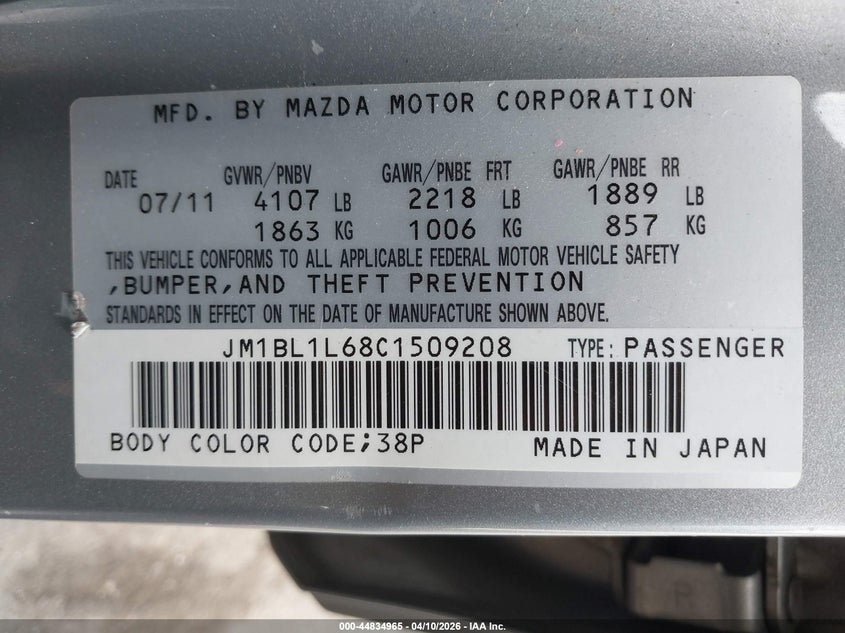 MFD. BY MAZDA MOTOR CORPORATION
DATE GVWR/PNBV GAWR/PNBE FRT GAWR/PNBE RR
07/11 4107 LB 2218 LB 1889 LB
1863 KG 1006 KG 857 KG
THIS VEHICLE CONFORMS TO ALL APPLICABLE FEDERAL MOTOR VEHICLE SAFETY
,BUMPER,AND THEFT PREVENTION
STANDARDS IN EFFECT ON THE DATE OF MANUFACTURE SHOWN ABOVE.
JM1BL1L68C1509208 TYPE: PASSENGER
BODY COLOR CODE;38P MADE IN JAPAN
R
000-44834965 - 04/10/2026 - IAA Inc.